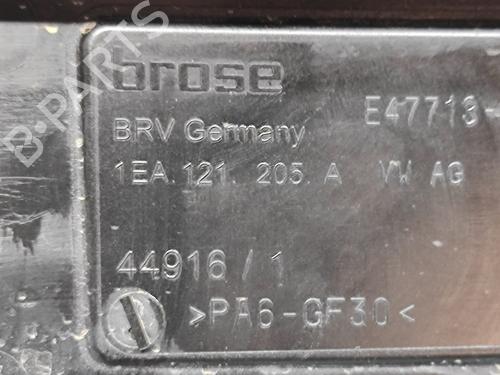 brose
BRV Germany E47713-
1EA.121. 205. A VW AG
44916 / 1
>PA6-GF30<
B-PARTS